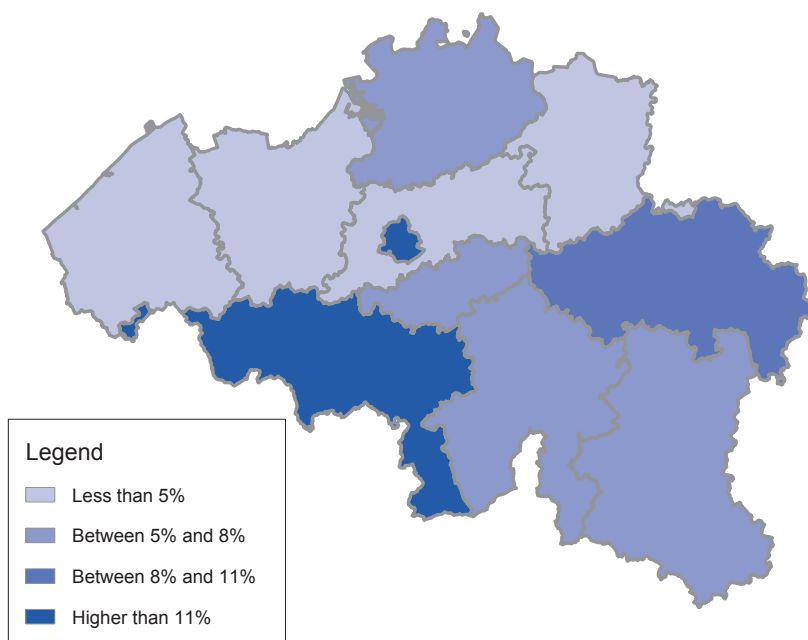 Legend
Less than 5%
Between 5% and 8%
Between 8% and 11%
Higher than 11%